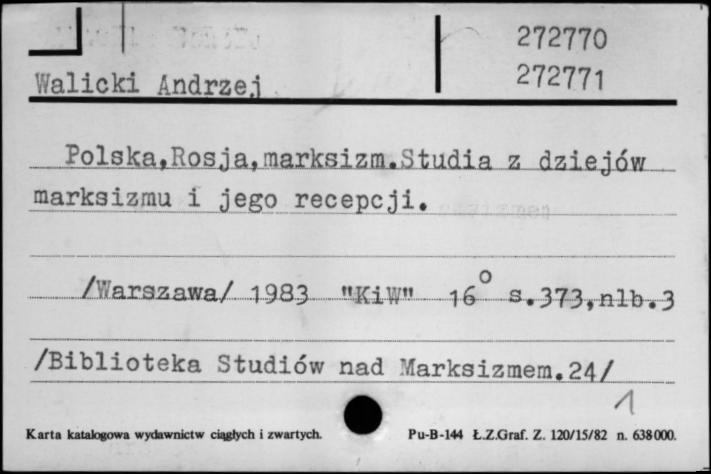 272770
272771
Walicki Andrzej
Polska,Rosja,marksizm.Studia z dziejów
marksizmu i jego recepcji.
/Warszawa/ 1983 "KiW" 16° s.373,nlb.3
/Biblioteka Studiów nad Marksizmem.24/
1
Karta katalogowa wydawnictw ciągłych i zwartych. Pu-B-144 Ł.Z.Graf. Z. 120/15/82 n. 638000.